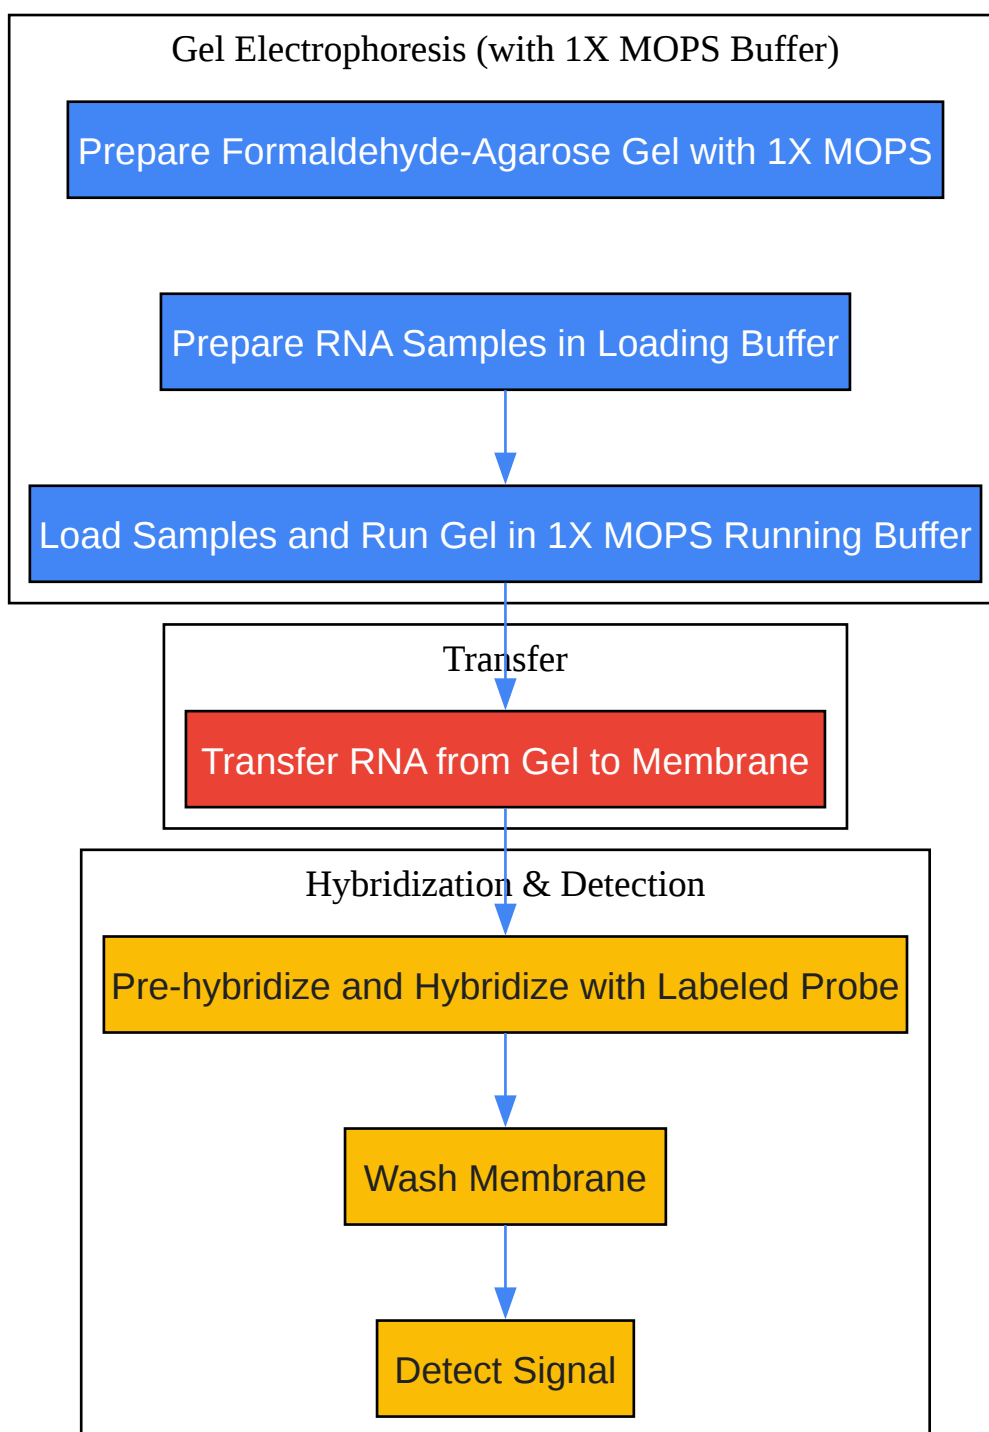 Gel Electrophoresis (with 1X MOPS Buffer)
Prepare Formaldehyde-Agarose Gel with 1X MOPS
Prepare RNA Samples in Loading Buffer
Load Samples and Run Gel in 1X MOPS Running Buffer
Transfer
Transfer RNA from Gel to Membrane
Hybridization & Detection
Pre-hybridize and Hybridize with Labeled Probe
Wash Membrane
Detect Signal